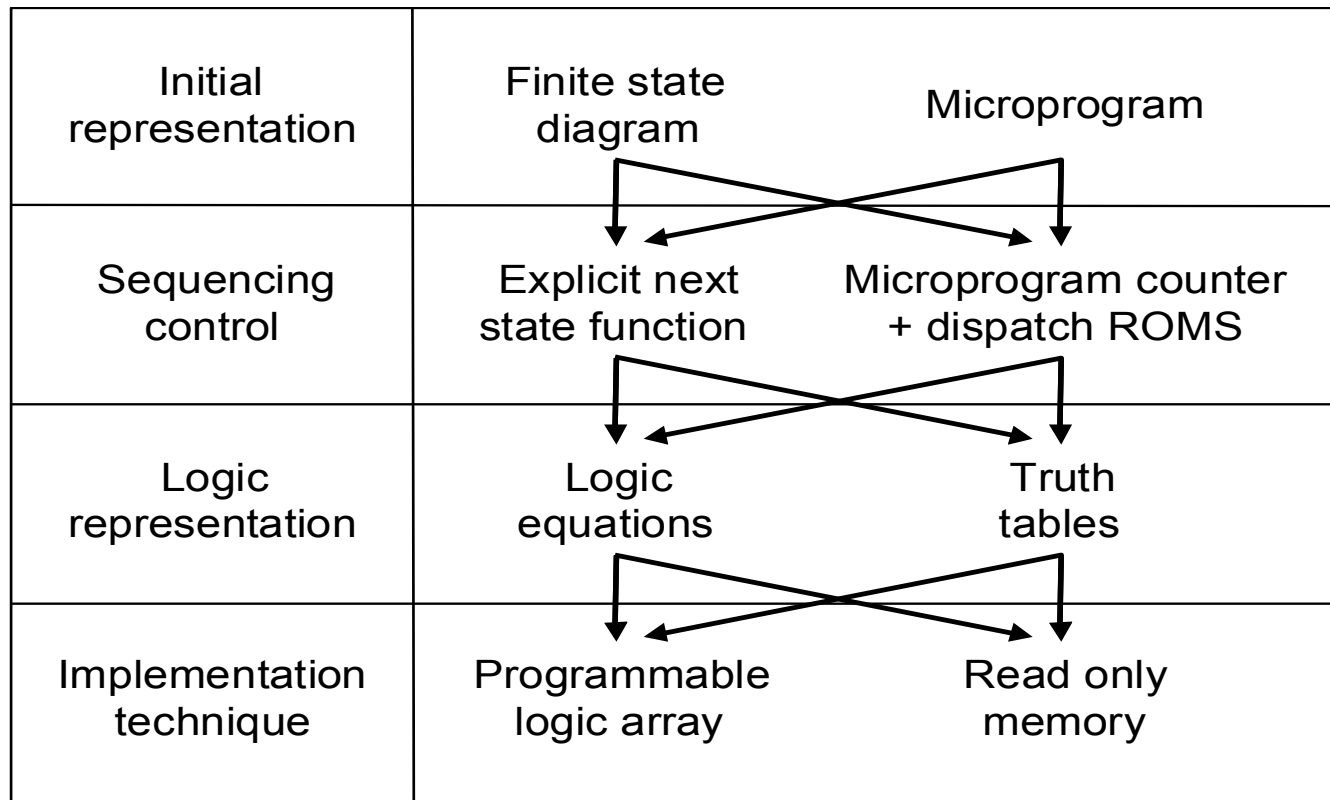 Initial
representation
Finite state
diagram
Microprogram
Sequencing
control
Explicit next
state function
Microprogram counter
+ dispatch ROMS
Logic
representation
Logic
equations
Truth
tables
Implementation
technique
Programmable
logic array
Read only
memory